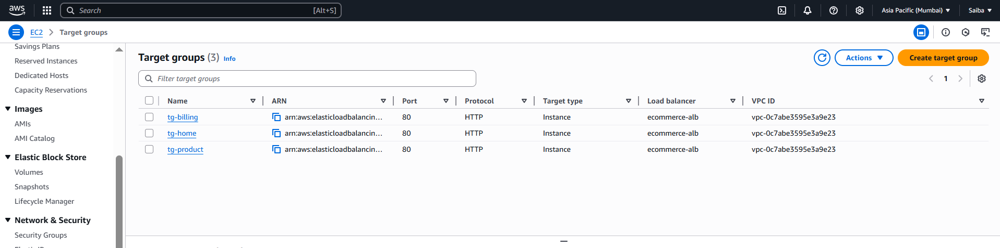 aws Search [Alt+S] Asia Pacific (Mumbai) Saiba
EC2 Target groups
Savings Plans
Reserved Instances
Dedicated Hosts
Capacity Reservations
Images
AMIs
AMI Catalog
Elastic Block Store
Volumes
Snapshots
Lifecycle Manager
Network & Security
Security Groups
Target groups (3) Info
Actions Create target group
Filter target groups
1
Name ARN Port Protocol Target type Load balancer VPC ID
tg-billing arn:aws:elasticloadbalancin... 80 HTTP Instance ecommerce-alb vpc-0c7abe3595e3a9e23
tg-home arn:aws:elasticloadbalancin... 80 HTTP Instance ecommerce-alb vpc-0c7abe3595e3a9e23
tg-product arn:aws:elasticloadbalancin... 80 HTTP Instance ecommerce-alb vpc-0c7abe3595e3a9e23